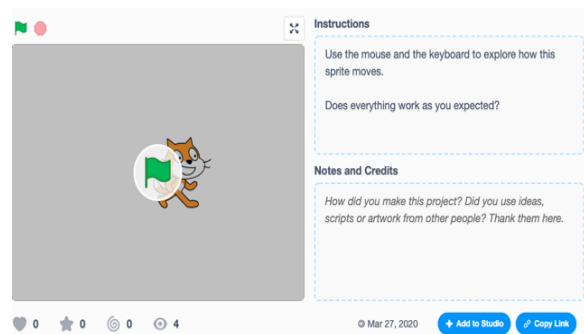 Instructions
Use the mouse and the keyboard to explore how this
sprite moves.
Does everything work as you expected?
Notes and Credits
How did you make this project? Did you use ideas,
scripts or artwork from other people? Thank them here.
0 0 0 4
© Mar 27, 2020
Add to Studio
Copy Link